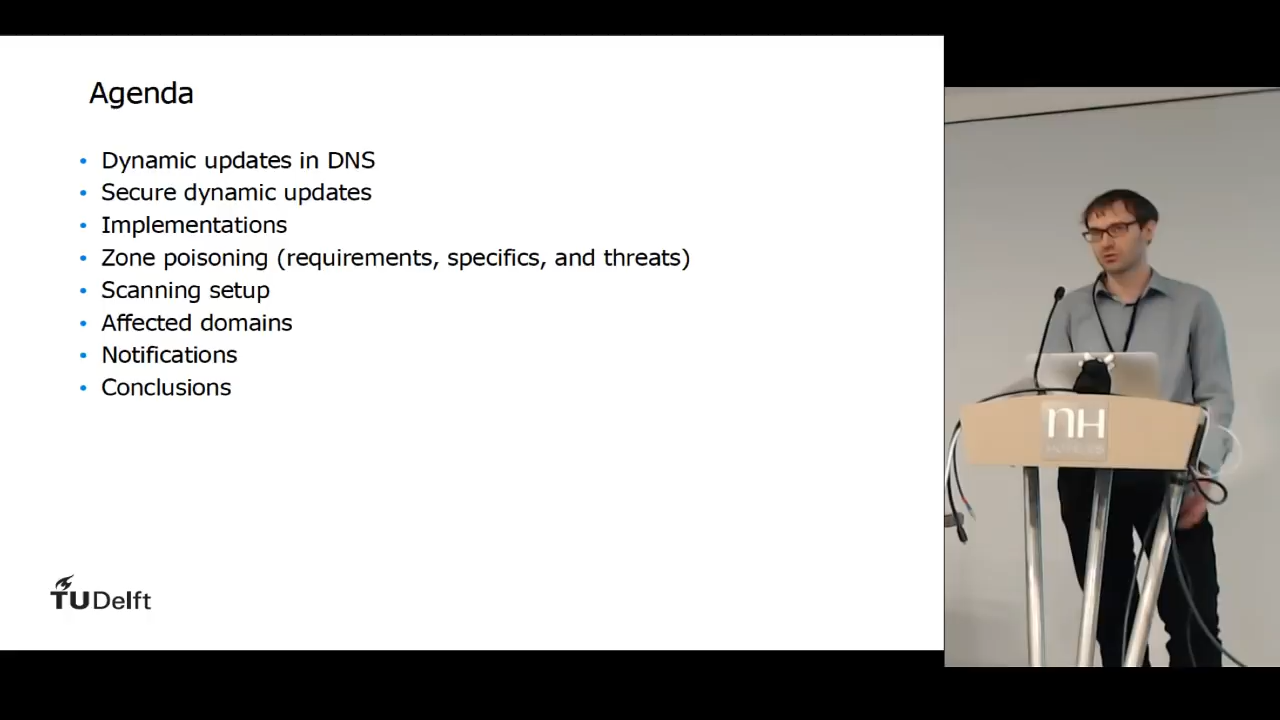 Agenda
• Dynamic updates in DNS
• Secure dynamic updates
• Implementations
• Zone poisoning (requirements, specifics, and threats)
• Scanning setup
• Affected domains
• Notifications
• Conclusions
TUDelft
nH
HOTELES